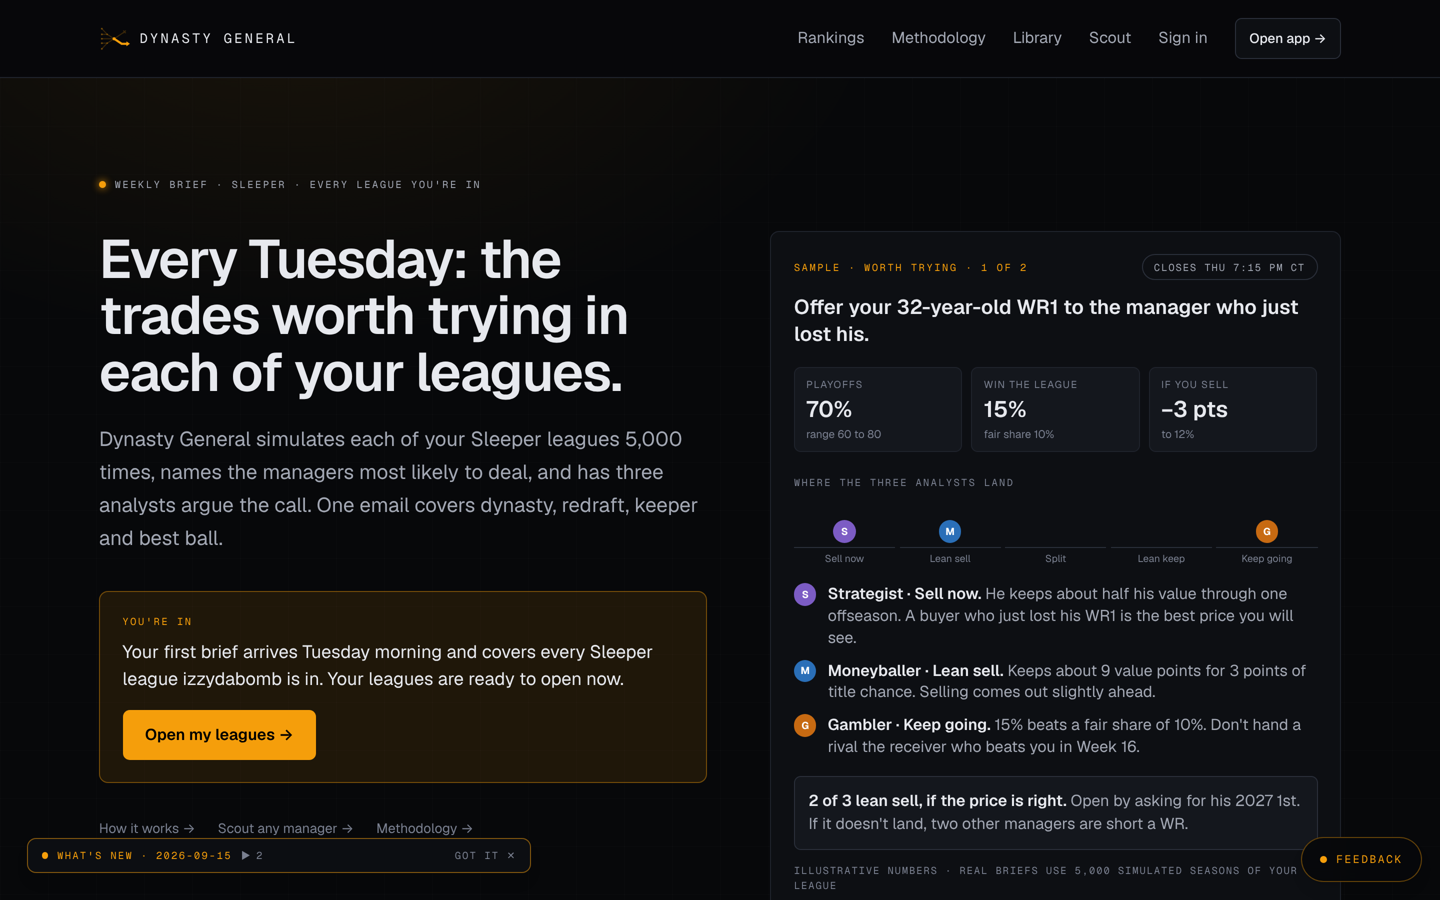 DYNASTY GENERAL
Rankings
Methodology
Library
Scout
Sign in
Open app →
WEEKLY BRIEF · SLEEPER · EVERY LEAGUE YOU'RE IN
Every Tuesday: the
trades worth trying in
each of your leagues.
Dynasty General simulates each of your Sleeper leagues 5,000
times, names the managers most likely to deal, and has three
analysts argue the call. One email covers dynasty, redraft, keeper
and best ball.
YOU'RE IN
Your first brief arrives Tuesday morning and covers every Sleeper
league izzydabomb is in. Your leagues are ready to open now.
Open my leagues →
How it works →
Scout any manager →
Methodology →
WHAT'S NEW · 2026-09-15 ▶ 2
GOT IT ×
SAMPLE · WORTH TRYING · 1 OF 2
CLOSES THU 7:15 PM CT
Offer your 32-year-old WR1 to the manager who just
lost his.
PLAYOFFS
70%
range 60 to 80
WIN THE LEAGUE
15%
fair share 10%
IF YOU SELL
−3 pts
to 12%
WHERE THE THREE ANALYSTS LAND
S
M
G
Sell now
Lean sell
Split
Lean keep
Keep going
S
Strategist · Sell now. He keeps about half his value through one
offseason. A buyer who just lost his WR1 is the best price you will
see.
M
Moneyballer · Lean sell. Keeps about 9 value points for 3 points of
title chance. Selling comes out slightly ahead.
G
Gambler · Keep going. 15% beats a fair share of 10%. Don't hand a
rival the receiver who beats you in Week 16.
2 of 3 lean sell, if the price is right. Open by asking for his 2027 1st.
If it doesn't land, two other managers are short a WR.
ILLUSTRATIVE NUMBERS · REAL BRIEFS USE 5,000 SIMULATED SEASONS OF YOUR
LEAGUE
FEEDBACK